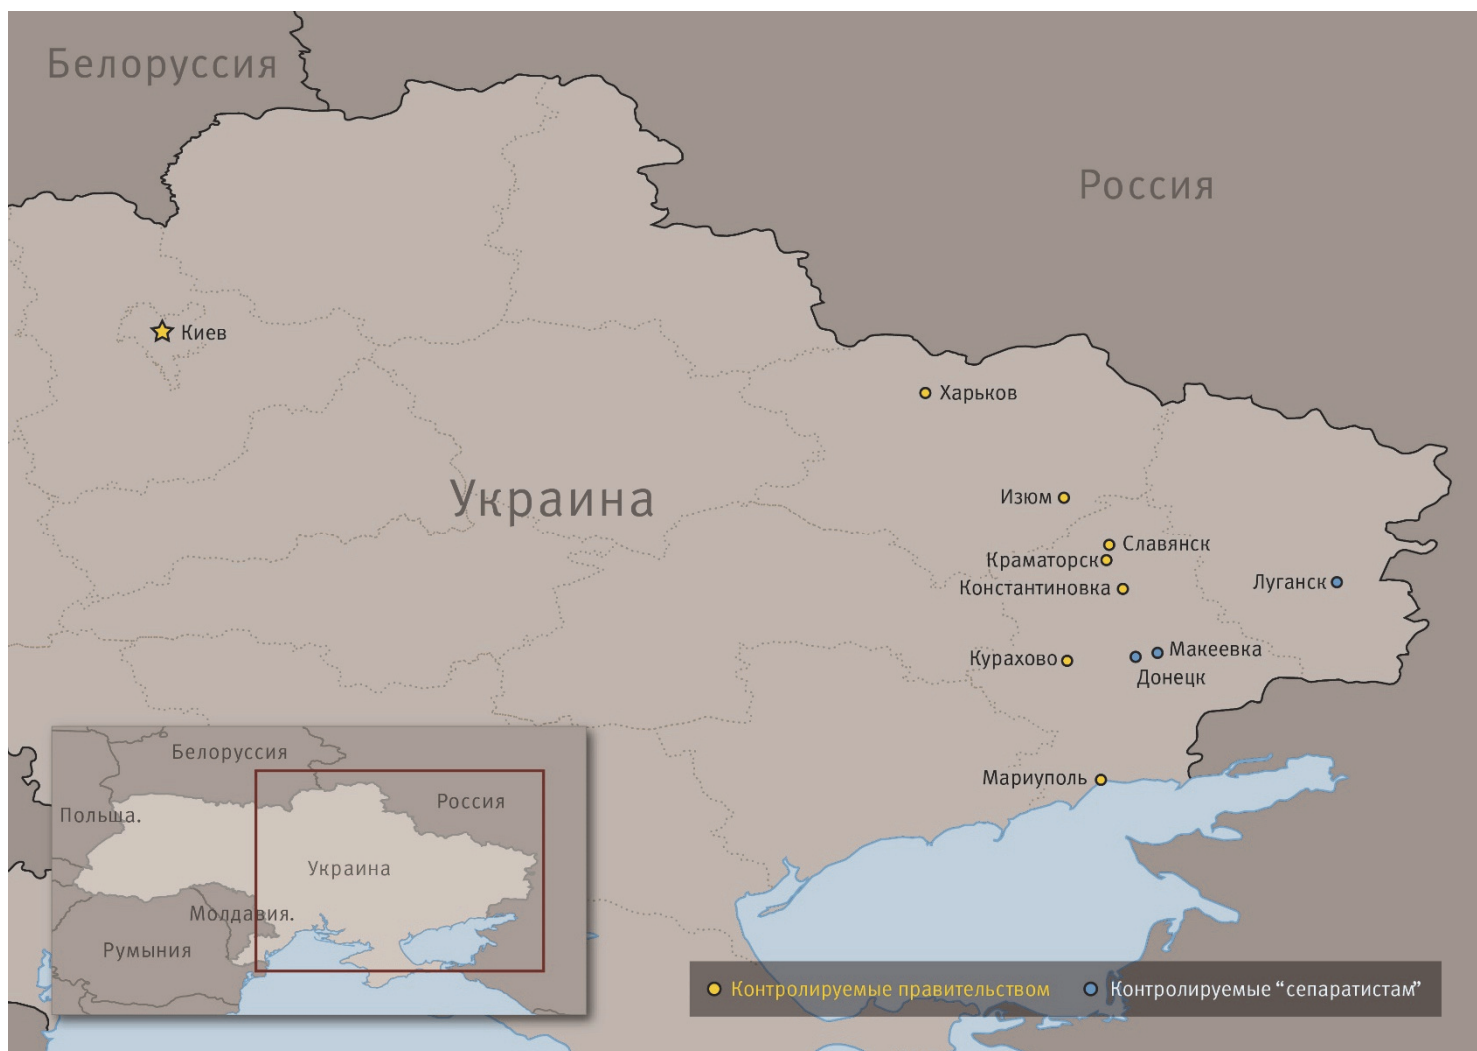 Белоруссия
Россия
Киев
Харьков
Украина
Изюм
Славянск
Краматорск
Константиновка
Луганск
Курахово
Макеевка
Донецк
Мариуполь
Белоруссия
Польша.
Россия
Украина
Молдавия.
Румыния
Контролируемые правительством
Контролируемые “сепаратистам”